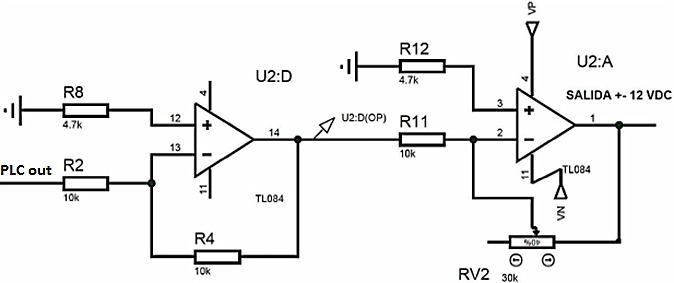 VP
R12
4.7k
U2:A
4
SALIDA +- 12 VDC
3
1
2
11
TL084
VN
R8
4.7k
U2:D
4
12
14
13
11
TL084
U2:D(OP)
R11
10k
PLC out
R2
10k
R4
10k
40%
RV2
30k